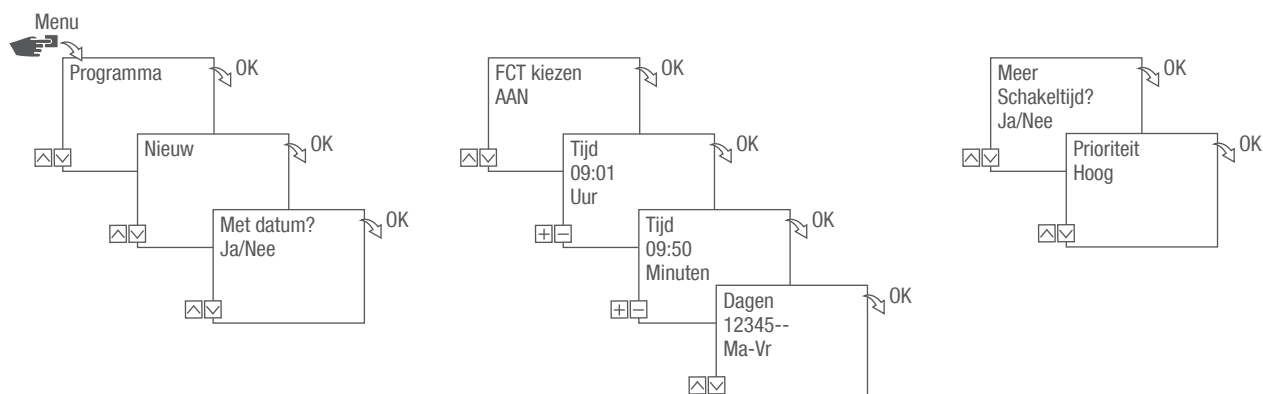 Menu
Programma
OK
Nieuw
OK
Met datum?
Ja/Nee
OK
FCT kiezen
AAN
OK
Tijd
09:01
Uur
OK
Tijd
09:50
Minuten
OK
Dagen
12345--
Ma-Vr
OK
Meer
Schakeltijd?
Ja/Nee
OK
Prioriteit
Hoog
OK